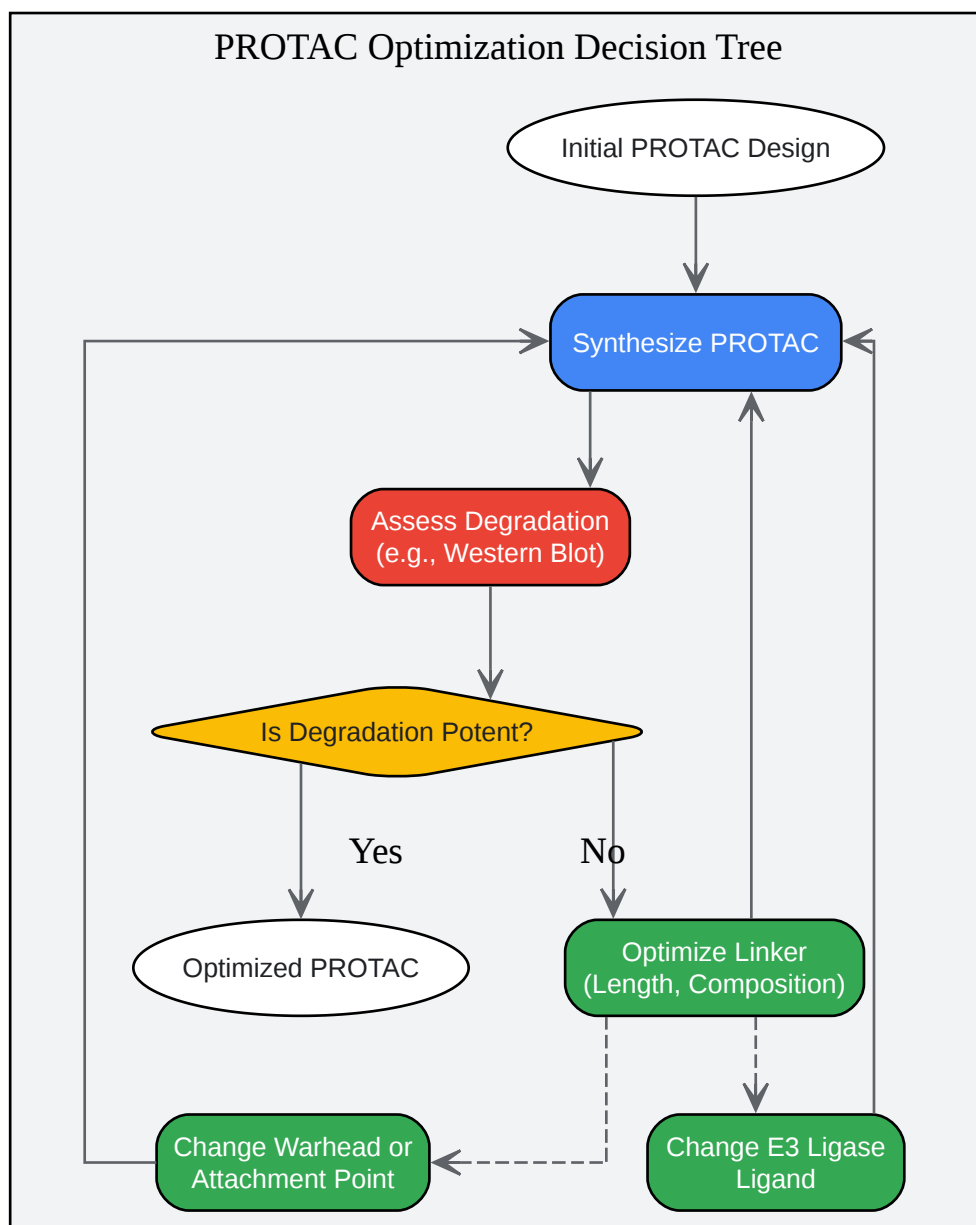 PROTAC Optimization Decision Tree
Initial PROTAC Design
Synthesize PROTAC
Assess Degradation
(e.g., Western Blot)
Is Degradation Potent?
Yes
No
Optimized PROTAC
Optimize Linker
(Length, Composition)
Change Warhead or
Attachment Point
Change E3 Ligase
Ligand